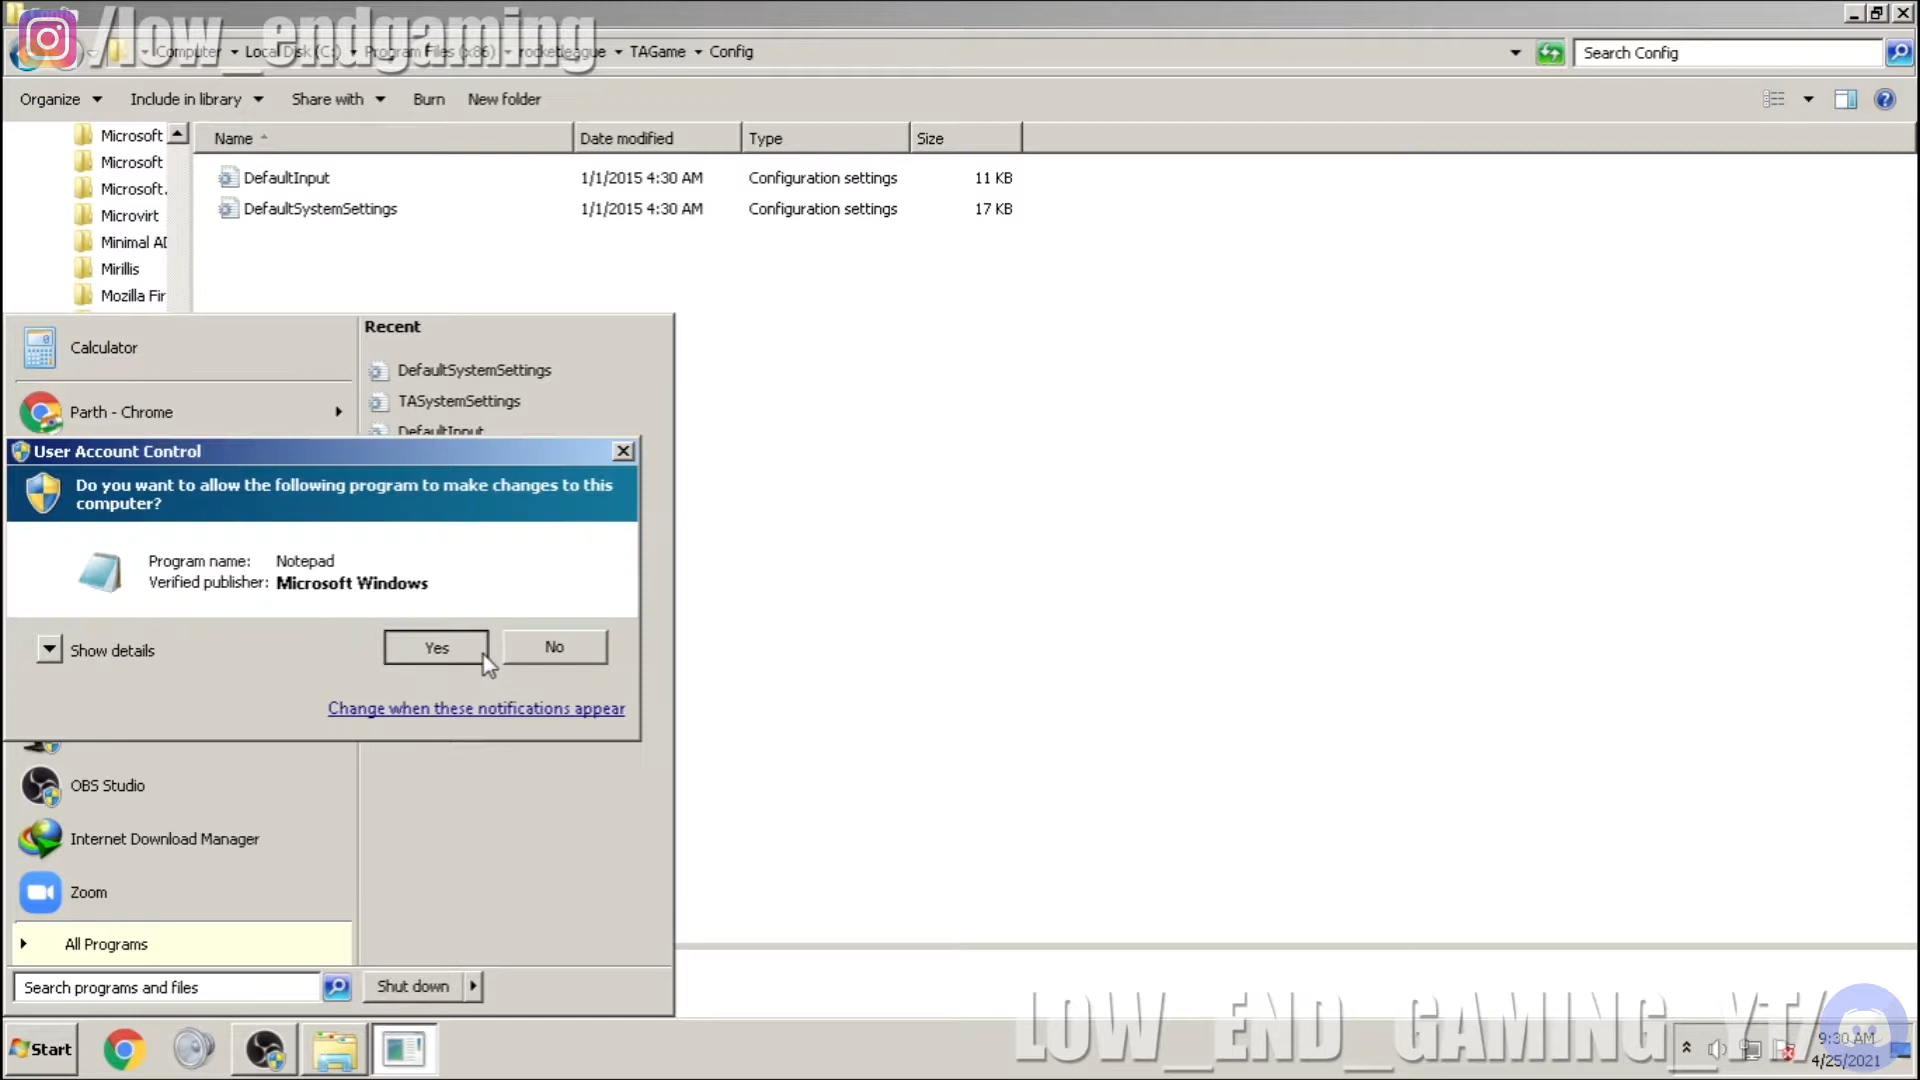 /low_endgaming
Computer Local Disk (C:) Program Files (x86) rocketleague TAGame Config
Search Config
Organize Include in library Share with Burn New folder
Name Date modified Type Size
Microsoft
Microsoft
Microsoft.
Microvirt
Minimal AD
Mirillis
Mozilla Fir
DefaultInput 1/1/2015 4:30 AM Configuration settings 11 KB
DefaultSystemSettings 1/1/2015 4:30 AM Configuration settings 17 KB
Calculator
Parth - Chrome
Recent
DefaultSystemSettings
TASystemSettings
DefaultInput
User Account Control
Do you want to allow the following program to make changes to this
computer?
Program name: Notepad
Verified publisher: Microsoft Windows
Show details
Yes
No
Change when these notifications appear
OBS Studio
Internet Download Manager
Zoom
All Programs
Search programs and files
Shut down
LOW_END_GAMING_YT/
Start
9:30 AM
4/25/2021